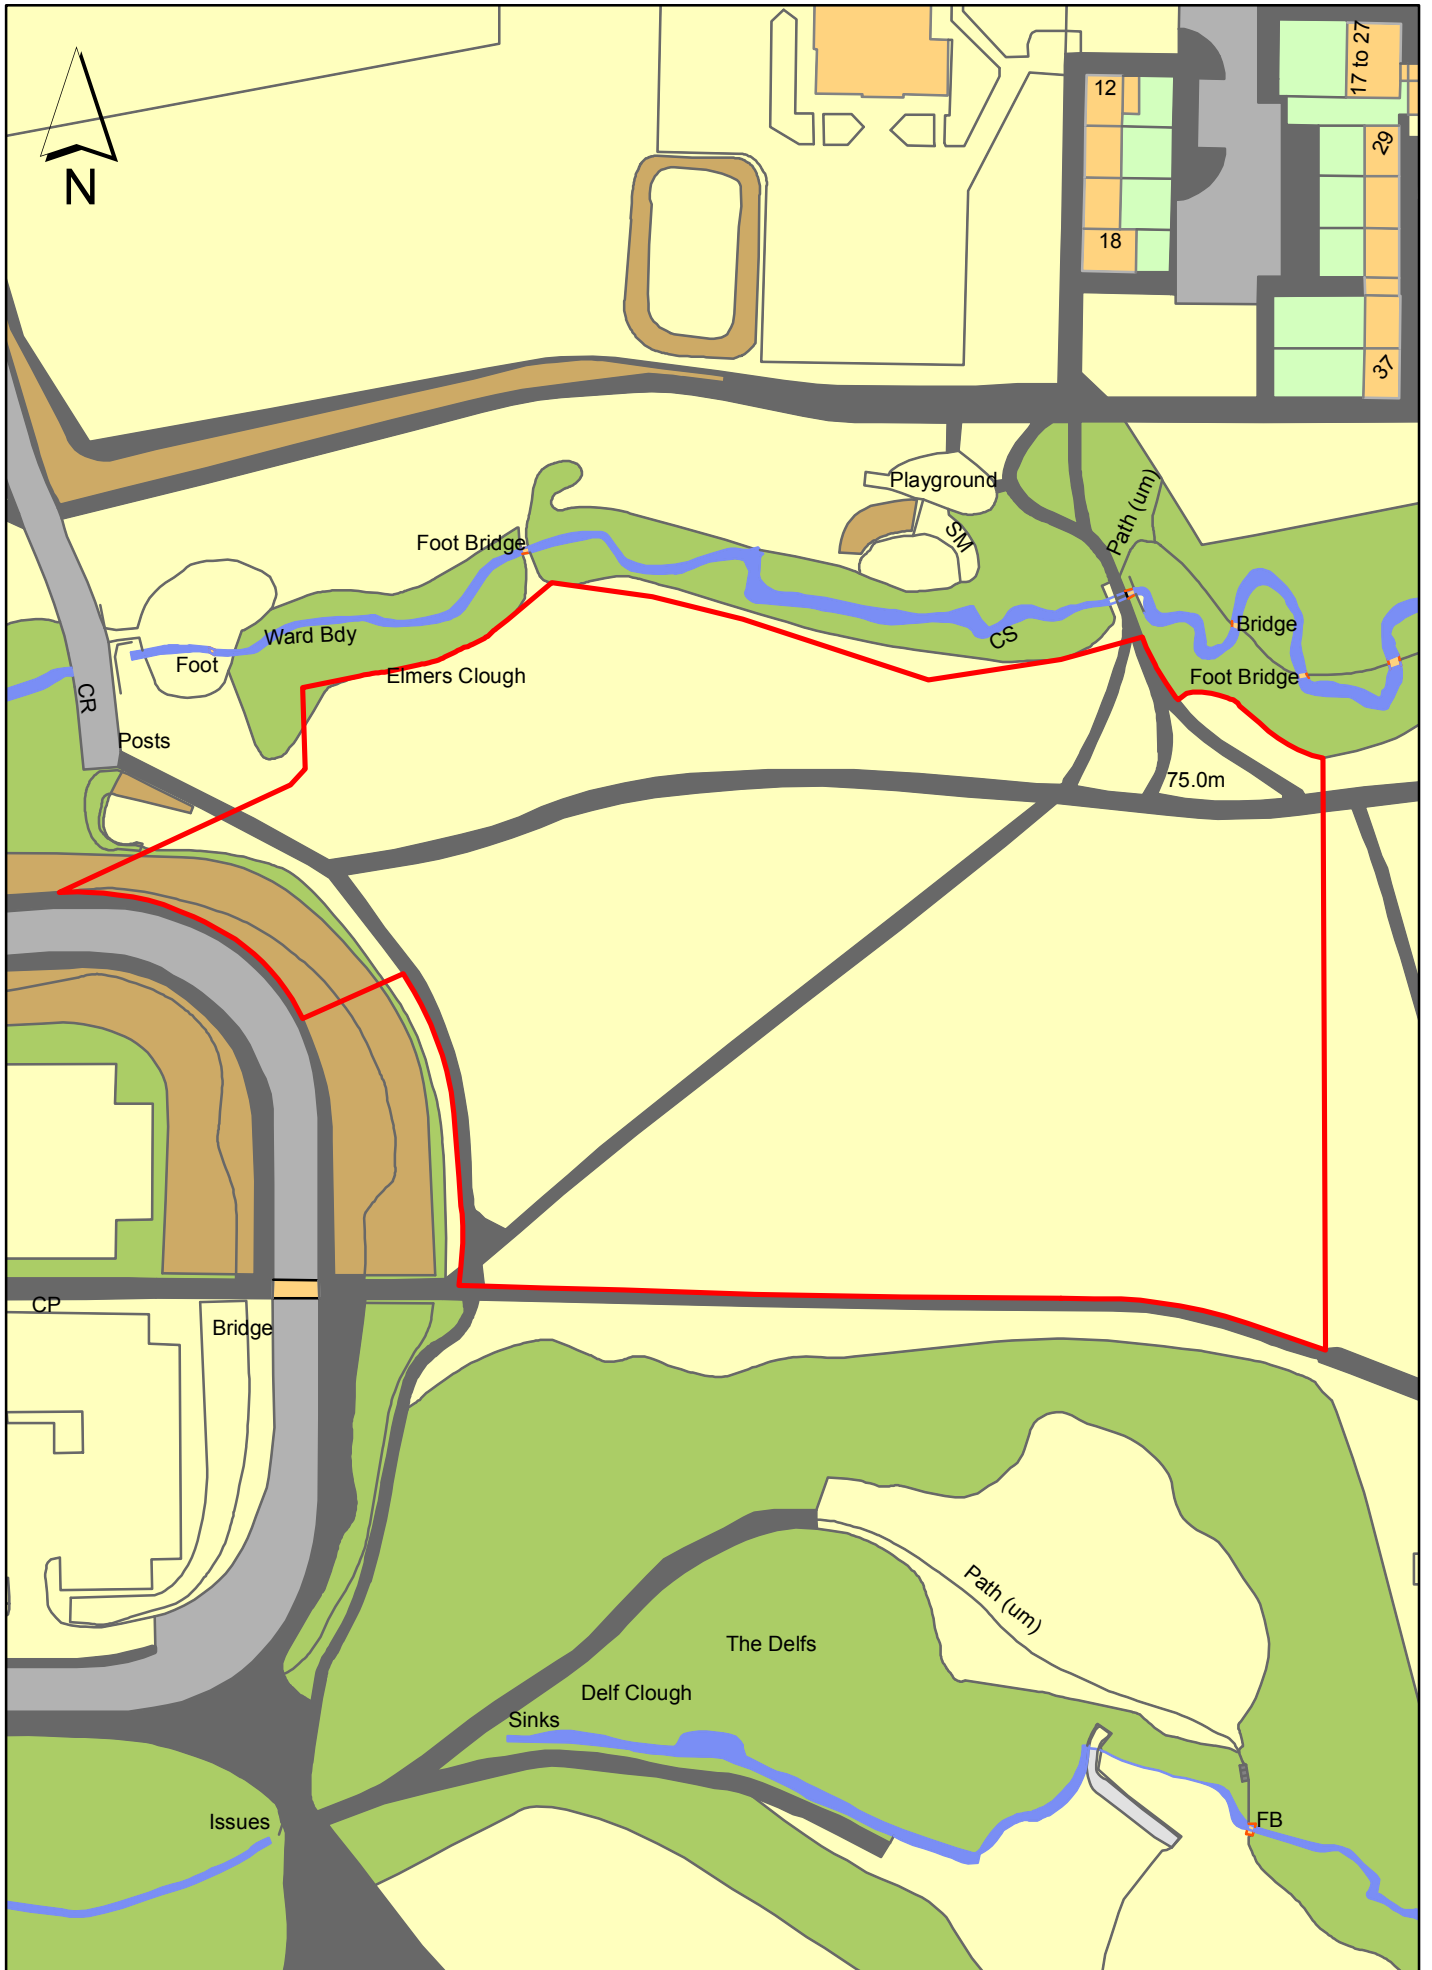 17 to 27
12
29
N
18
37
Playground
Path (um)
SM
Foot Bridge
Bridge
Ward Bdy
CS
Foot
Elmers Clough
Foot Bridge
CR
Posts
75.0m
CP
Bridge
Path (um)
The Delfs
Delf Clough
Sinks
Issues
FB